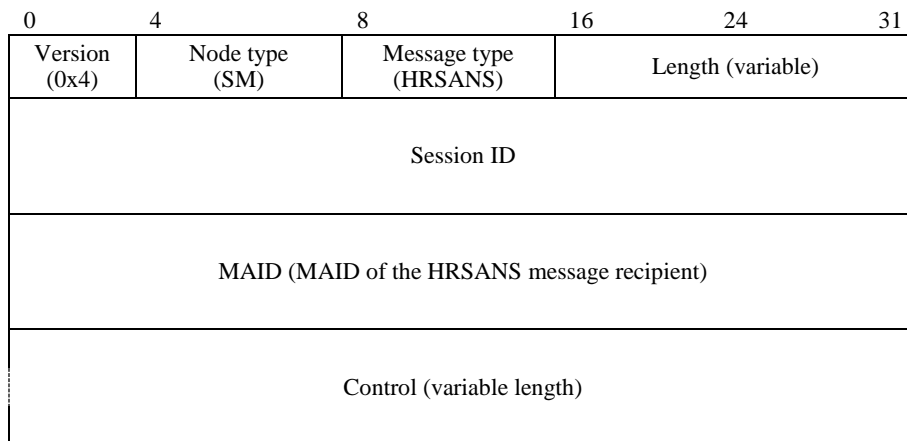 0 4 8 16 24 31
Version Node type Message type Length (variable)
(0x4) (SM) (HRSANS)
Session ID
MAID (MAID of the HRSANS message recipient)
Control (variable length)